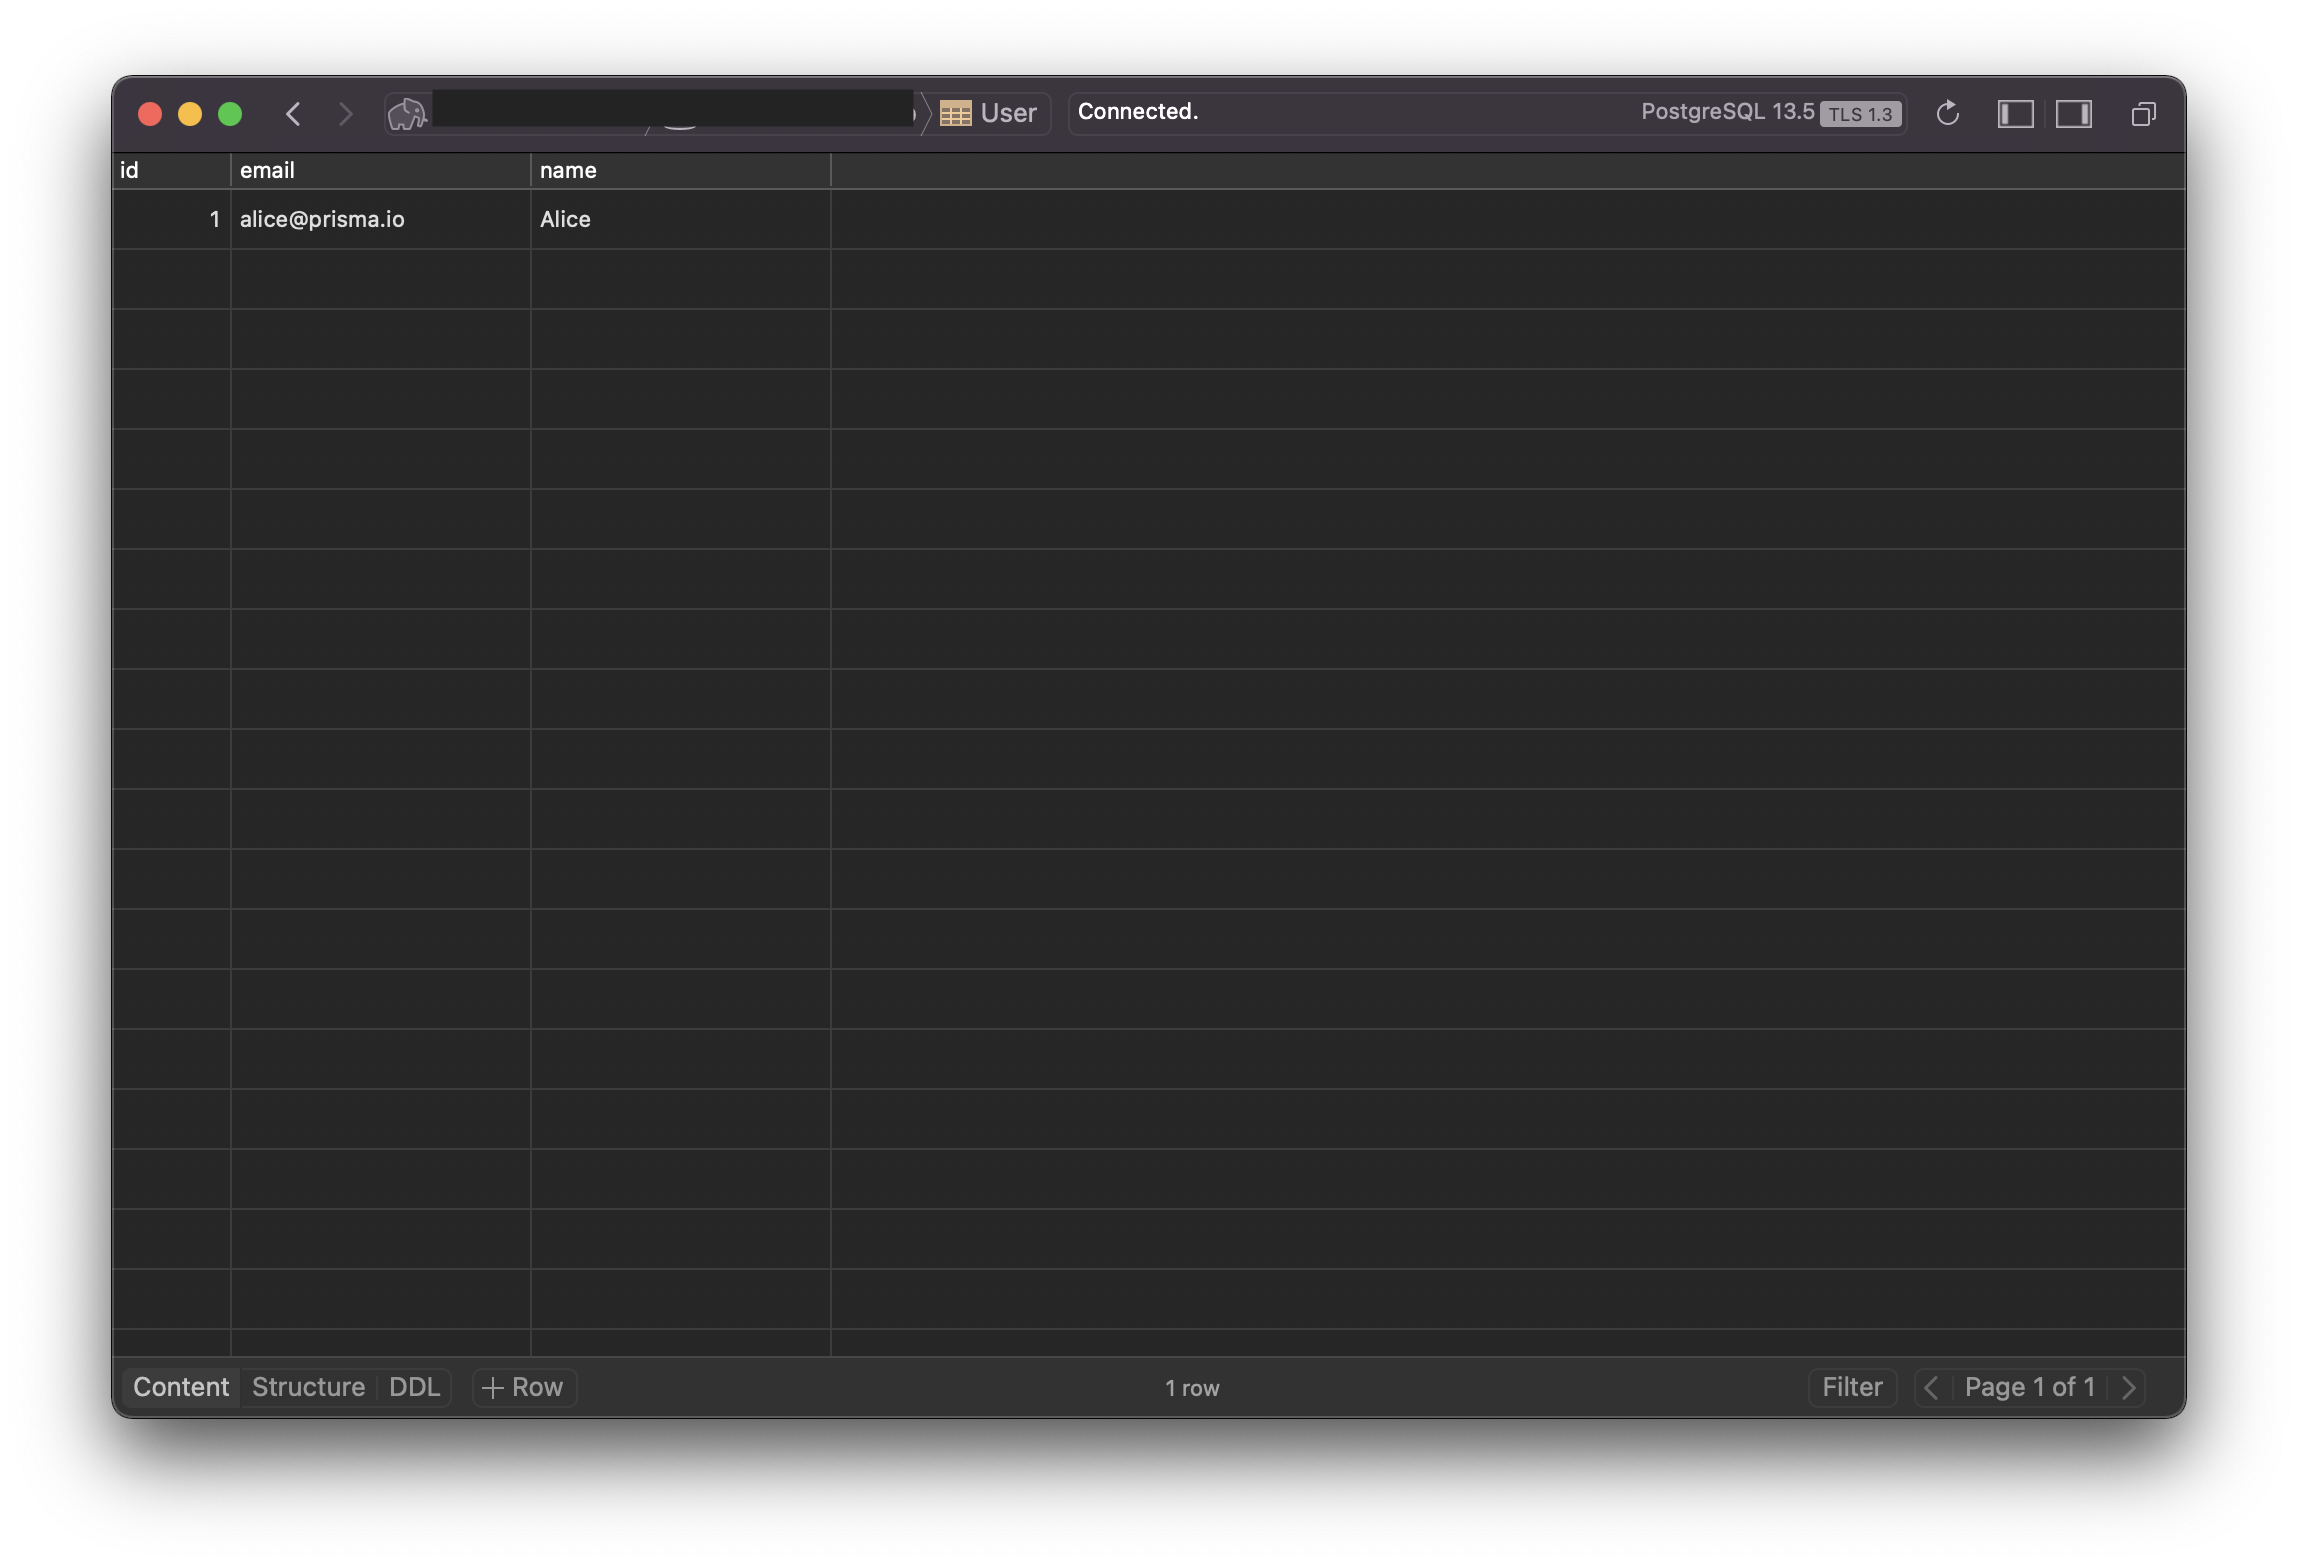 User Connected. PostgreSQL 13.5 TLS 1.3
id email name
1 alice@prisma.io Alice
Content Structure DDL + Row 1 row Filter Page 1 of 1